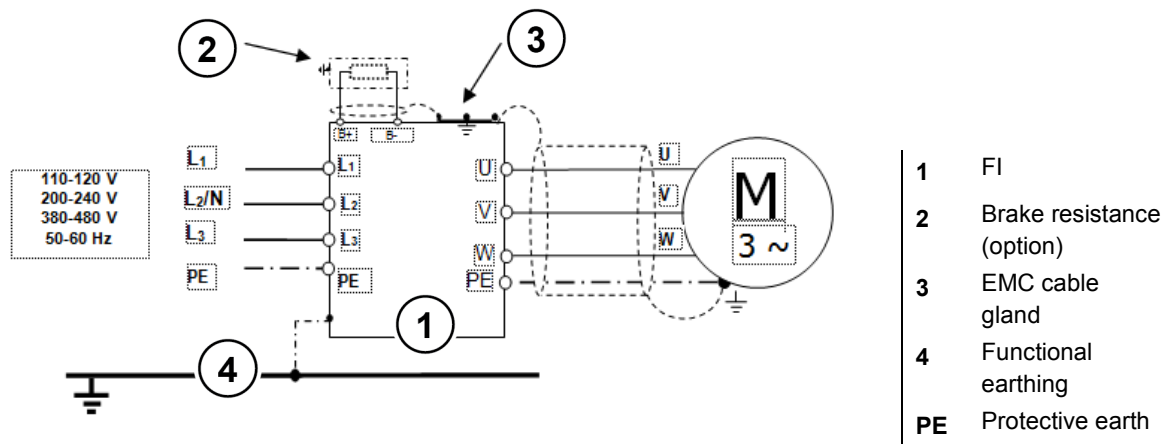 2
3
B+ B-
L1 L1 U U
110-120 V
200-240 V
380-480 V
50-60 Hz
L2/N L2 V V
L3 L3 W W
PE PE PE
M
3 ~
1
4
1 FI
2 Brake resistance
(option)
3 EMC cable
gland
4 Functional
earthing
PE Protective earth